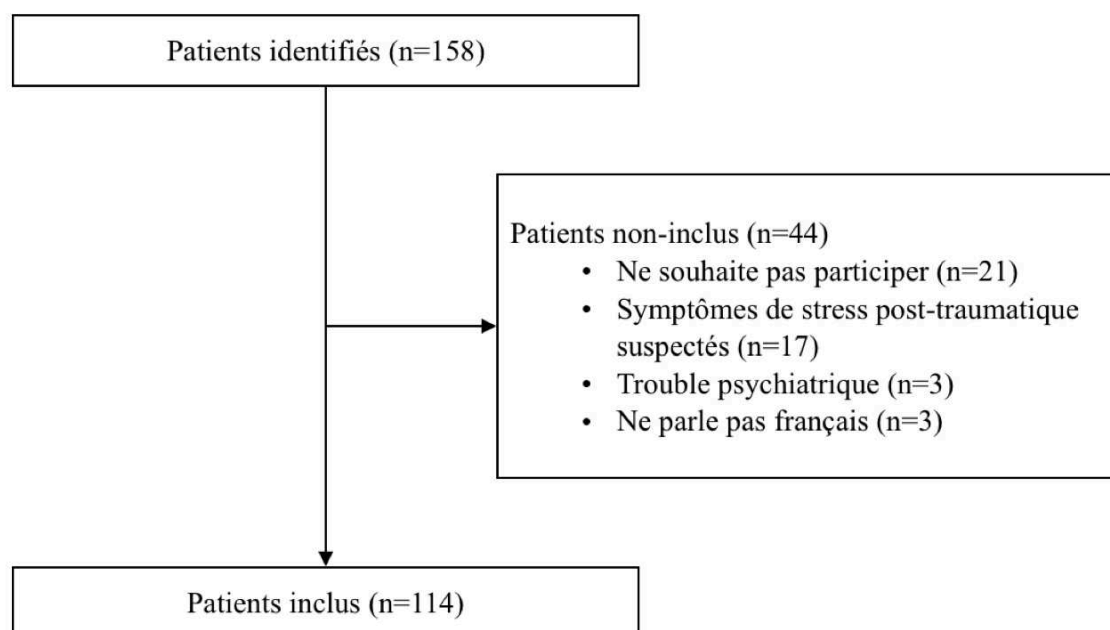 Patients identifiés (n=158)
Patients non-inclus (n=44)
• Ne souhaite pas participer (n=21)
• Symptômes de stress post-traumatique
suspectés (n=17)
• Trouble psychiatrique (n=3)
• Ne parle pas français (n=3)
Patients inclus (n=114)